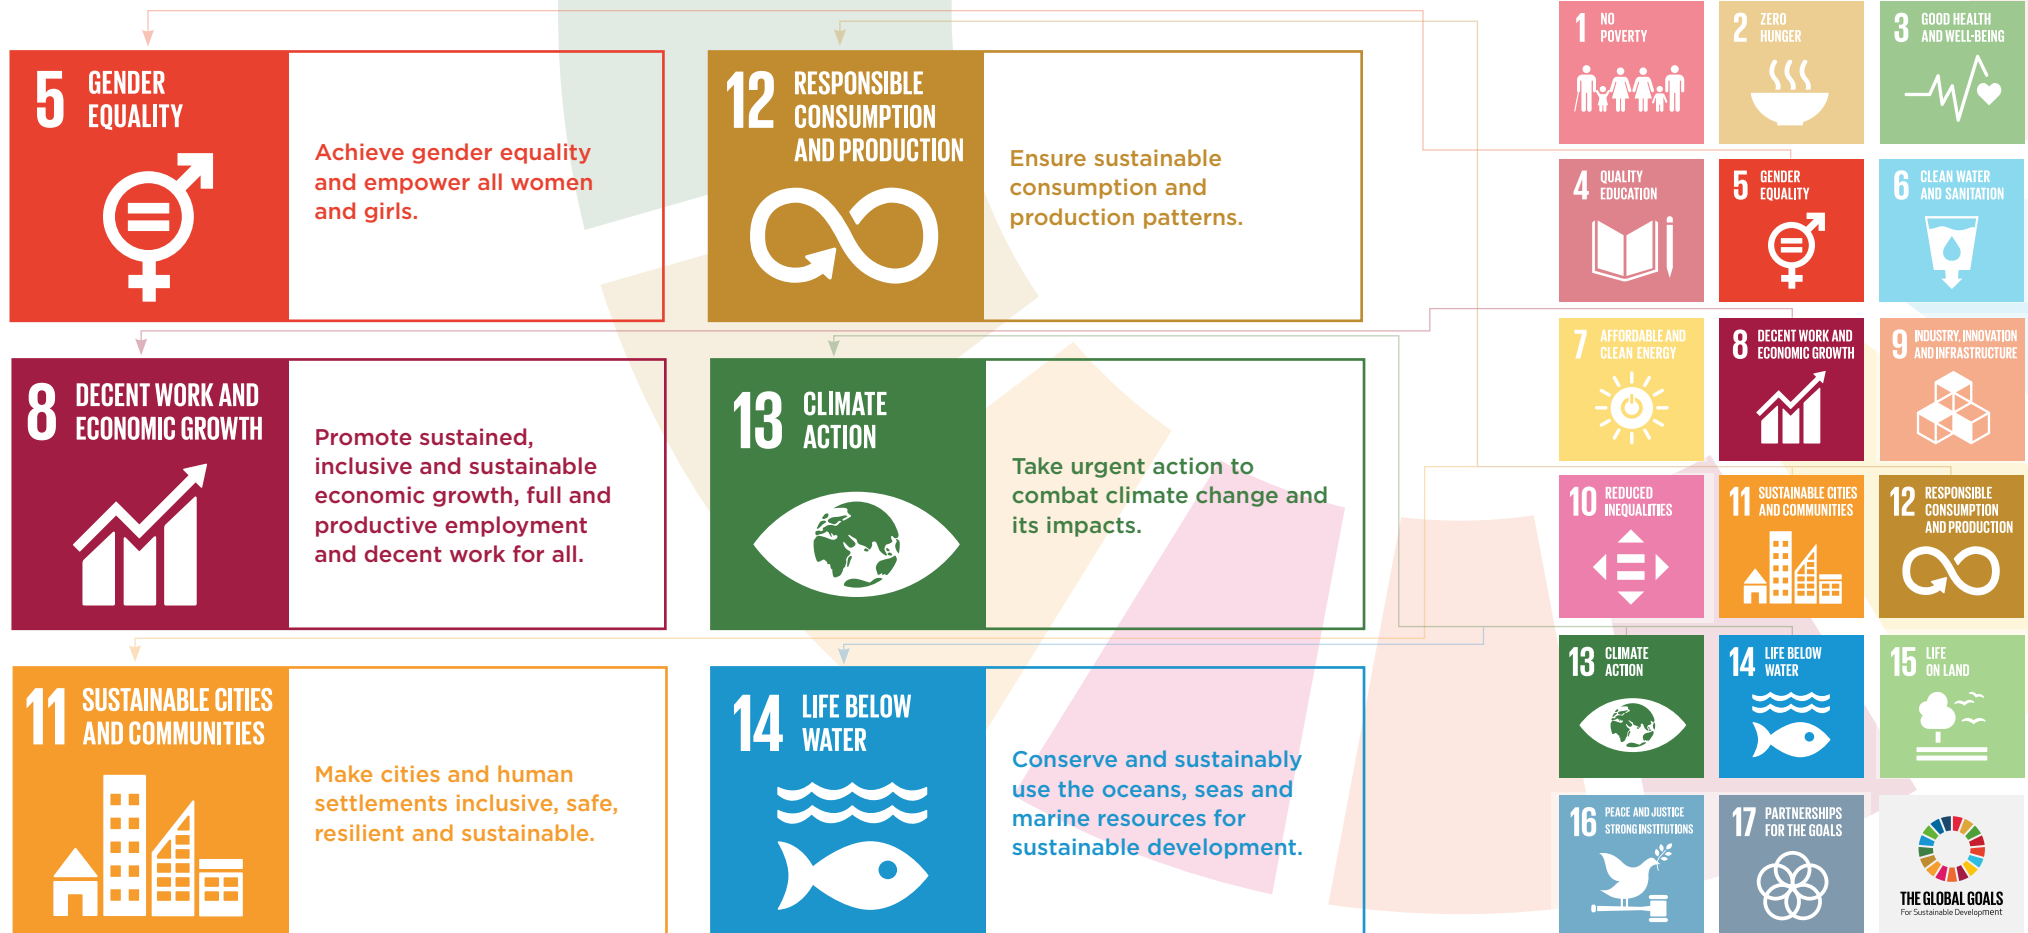 5 GENDER
EQUALITY
Achieve gender equality
and empower all women
and girls.
8 DECENT WORK AND
ECONOMIC GROWTH
Promote sustained,
inclusive and sustainable
economic growth, full and
productive employment
and decent work for all.
11 SUSTAINABLE CITIES
AND COMMUNITIES
Make cities and human
settlements inclusive, safe,
resilient and sustainable.
12 RESPONSIBLE
CONSUMPTION
AND PRODUCTION
Ensure sustainable
consumption and
production patterns.
13 CLIMATE
ACTION
Take urgent action to
combat climate change and
its impacts.
14 LIFE BELOW
WATER
Conserve and sustainably
use the oceans, seas and
marine resources for
sustainable development.
1 NO
POVERTY
2 ZERO
HUNGER
3 GOOD HEALTH
AND WELL-BEING
4 QUALITY
EDUCATION
5 GENDER
EQUALITY
6 CLEAN WATER
AND SANITATION
7 AFFORDABLE AND
CLEAN ENERGY
8 DECENT WORK AND
ECONOMIC GROWTH
9 INDUSTRY, INNOVATION
AND INFRASTRUCTURE
10 REDUCED
INEQUALITIES
11 SUSTAINABLE CITIES
AND COMMUNITIES
12 RESPONSIBLE
CONSUMPTION
AND PRODUCTION
13 CLIMATE
ACTION
14 LIFE BELOW
WATER
15 LIFE
ON LAND
16 PEACE AND JUSTICE
STRONG INSTITUTIONS
17 PARTNERSHIPS
FOR THE GOALS
THE GLOBAL GOALS
For Sustainable Development